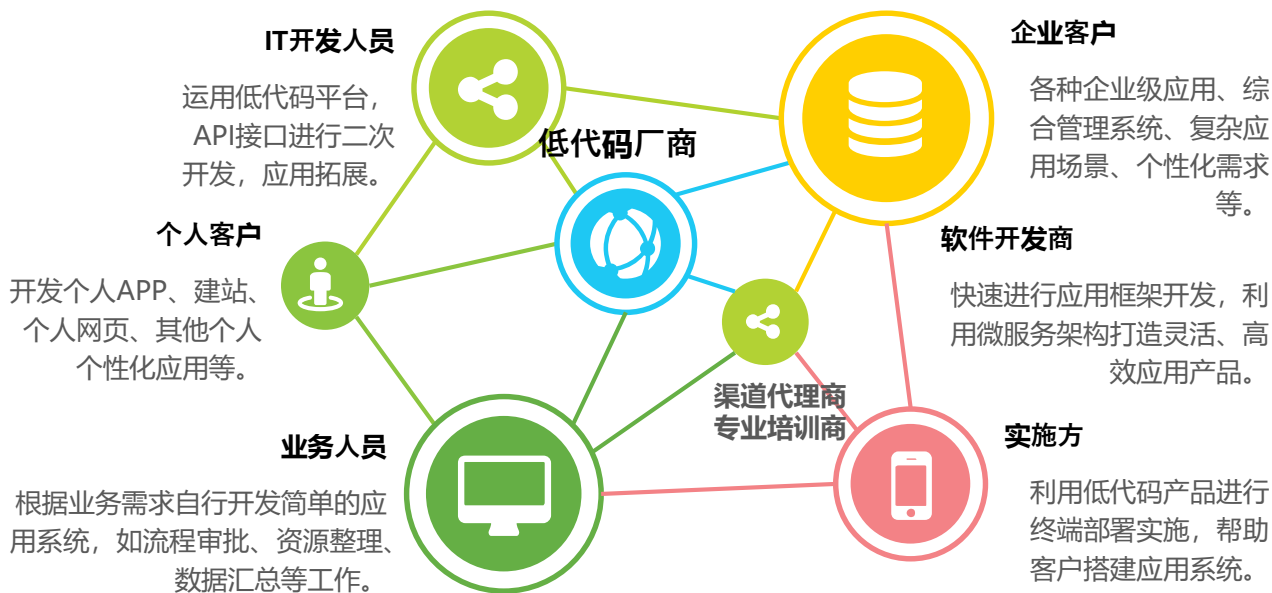 IT开发人员
运用低代码平台，
API接口进行二次
开发，应用拓展。
个人客户
开发个人APP、建站、
个人网页、其他个人
个性化应用等。
业务人员
根据业务需求自行开发简单的应
用系统，如流程审批、资源整理、
数据汇总等工作。
低代码厂商
渠道代理商
专业培训商
企业客户
各种企业级应用、综
合管理系统、复杂应
用场景、个性化需求
等。
软件开发商
快速进行应用框架开发，利
用微服务架构打造灵活、高
效应用产品。
实施方
利用低代码产品进行
终端部署实施，帮助
客户搭建应用系统。